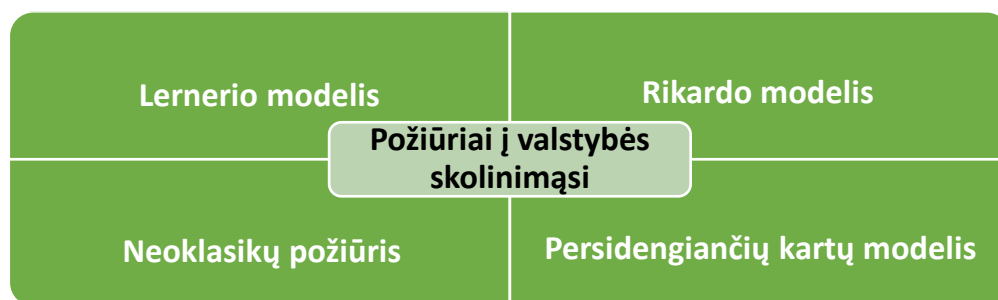 Lernerio modelis
Rikardo modelis
Požiūriai į valstybės
skolinimąsi
Neoklasikų požiūris
Persidengiančių kartų modelis